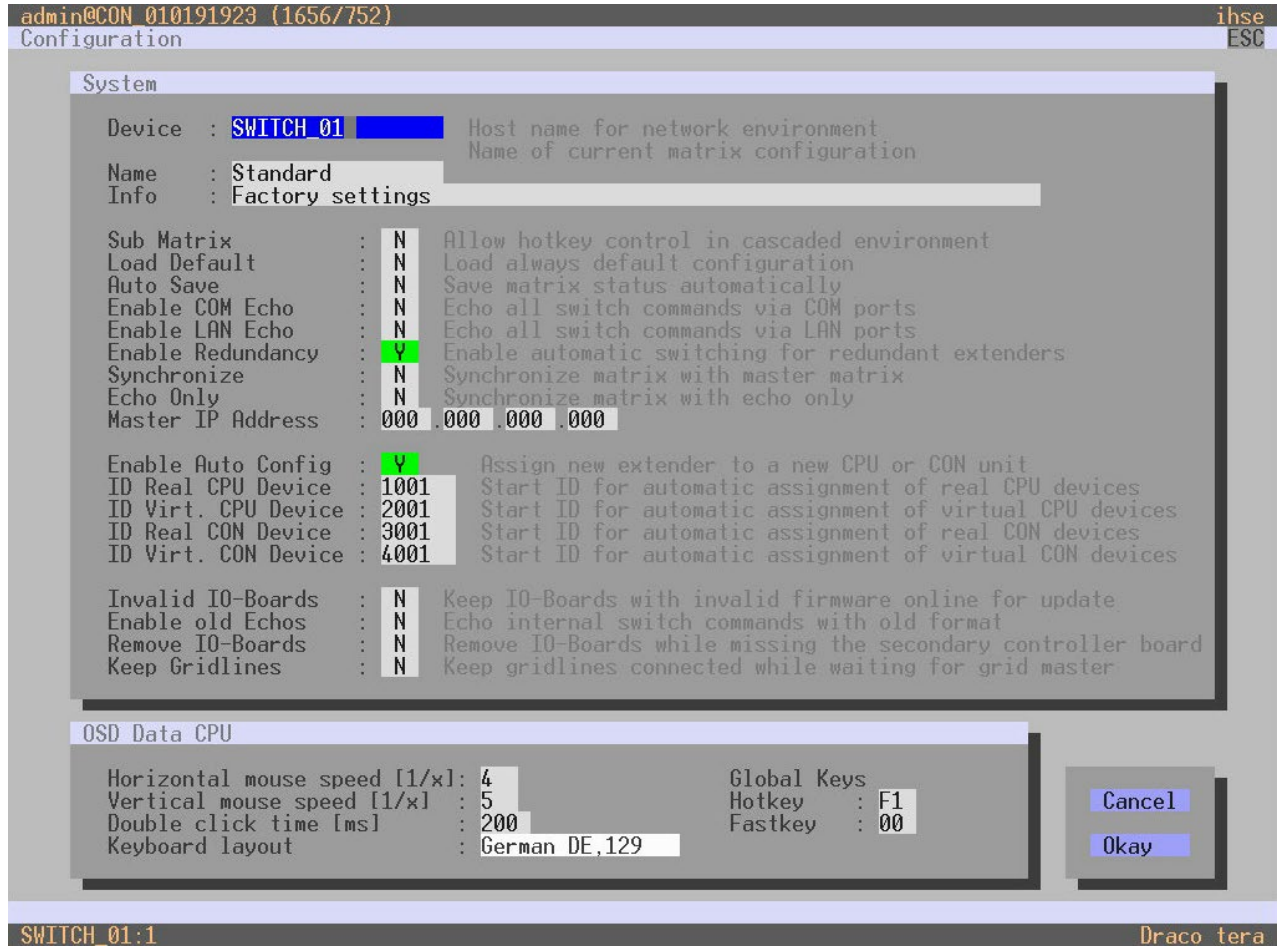 admin@CON_010191923 (1656/752) ihse
Configuration ESC
System
Device : SWITCH_01 Host name for network environment
Name of current matrix configuration
Name : Standard
Info : Factory settings
Sub Matrix : N Allow hotkey control in cascaded environment
Load Default : N Load always default configuration
Auto Save : N Save matrix status automatically
Enable COM Echo : N Echo all switch commands via COM ports
Enable LAN Echo : N Echo all switch commands via LAN ports
Enable Redundancy : Y Enable automatic switching for redundant extenders
Synchronize : N Synchronize matrix with master matrix
Echo Only : N Synchronize matrix with echo only
Master IP Address : 000 .000 .000 .000
Enable Auto Config : Y Assign new extender to a new CPU or CON unit
ID Real CPU Device : 1001 Start ID for automatic assignment of real CPU devices
ID Virt. CPU Device : 2001 Start ID for automatic assignment of virtual CPU devices
ID Real CON Device : 3001 Start ID for automatic assignment of real CON devices
ID Virt. CON Device : 4001 Start ID for automatic assignment of virtual CON devices
Invalid IO-Boards : N Keep IO-Boards with invalid firmware online for update
Enable old Echos : N Echo internal switch commands with old format
Remove IO-Boards : N Remove IO-Boards while missing the secondary controller board
Keep Gridlines : N Keep gridlines connected while waiting for grid master
OSD Data CPU
Horizontal mouse speed [1/x]: 4 Global Keys
Vertical mouse speed [1/x] : 5 Hotkey : F1 Cancel
Double click time [ms] : 200 Fastkey : 00
Keyboard layout : German DE,129 Okay
SWITCH_01:1 Draco tera